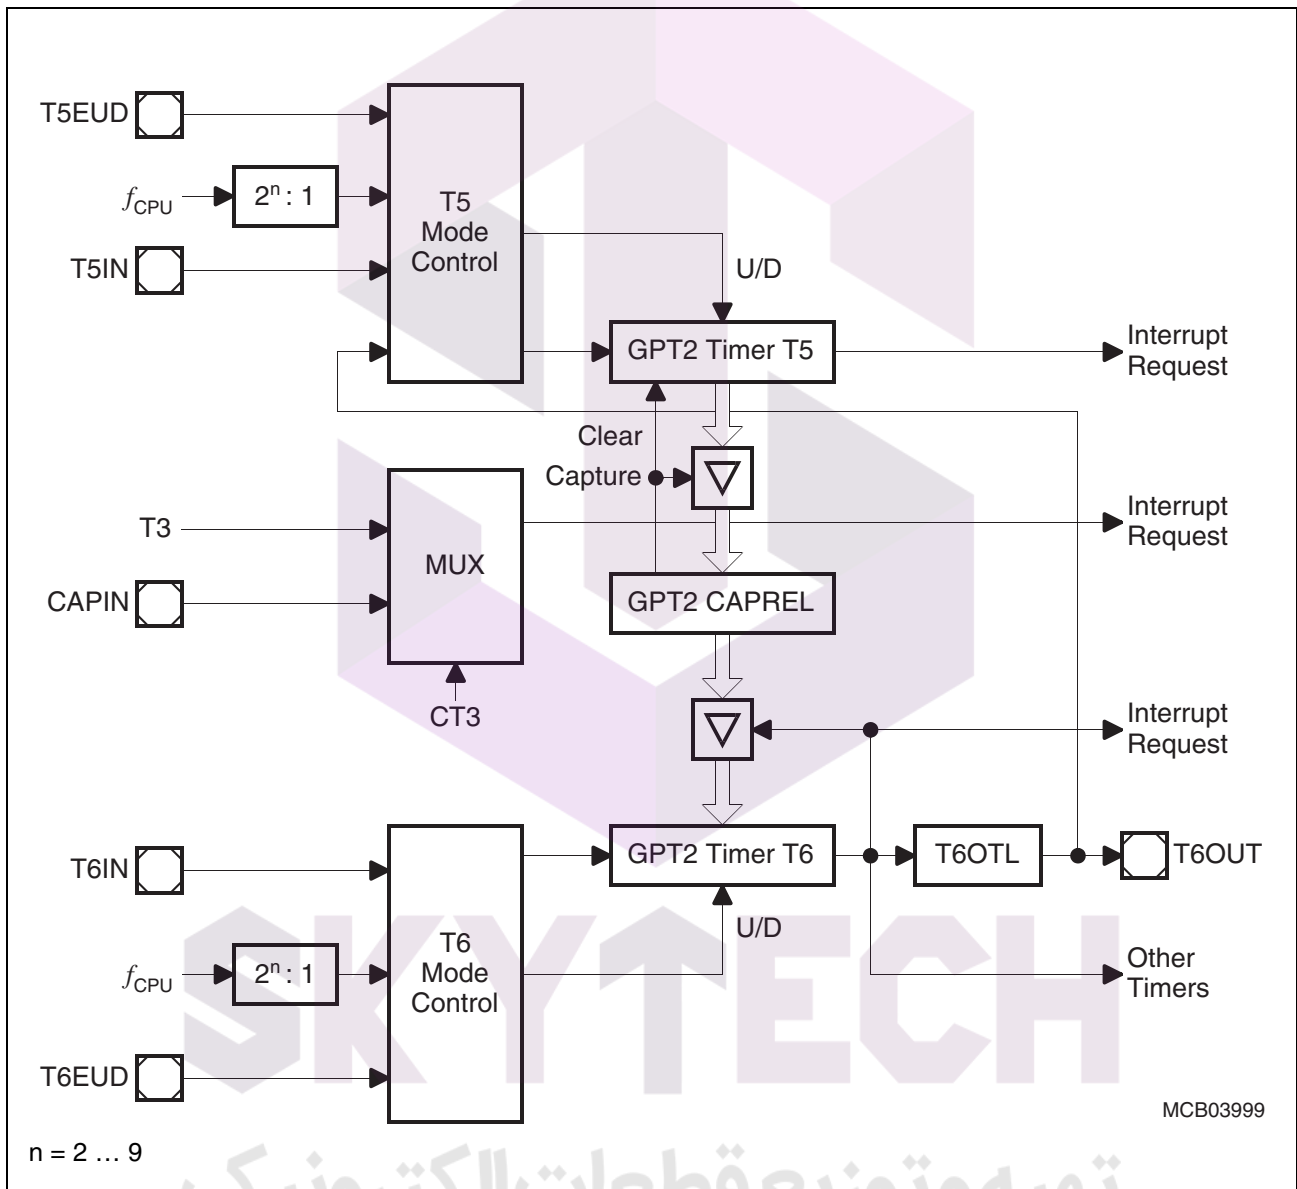 T5EUD
fCPU
2ⁿ : 1
T5IN
T5
Mode
Control
U/D
GPT2 Timer T5
Interrupt
Request
Clear
Capture
T3
CAPIN
MUX
CT3
Interrupt
Request
GPT2 CAPREL
Interrupt
Request
T6IN
fCPU
2ⁿ : 1
T6EUD
T6
Mode
Control
GPT2 Timer T6
U/D
T6OTL
T6OUT
Other
Timers
SKYTECH
MCB03999
n = 2 … 9